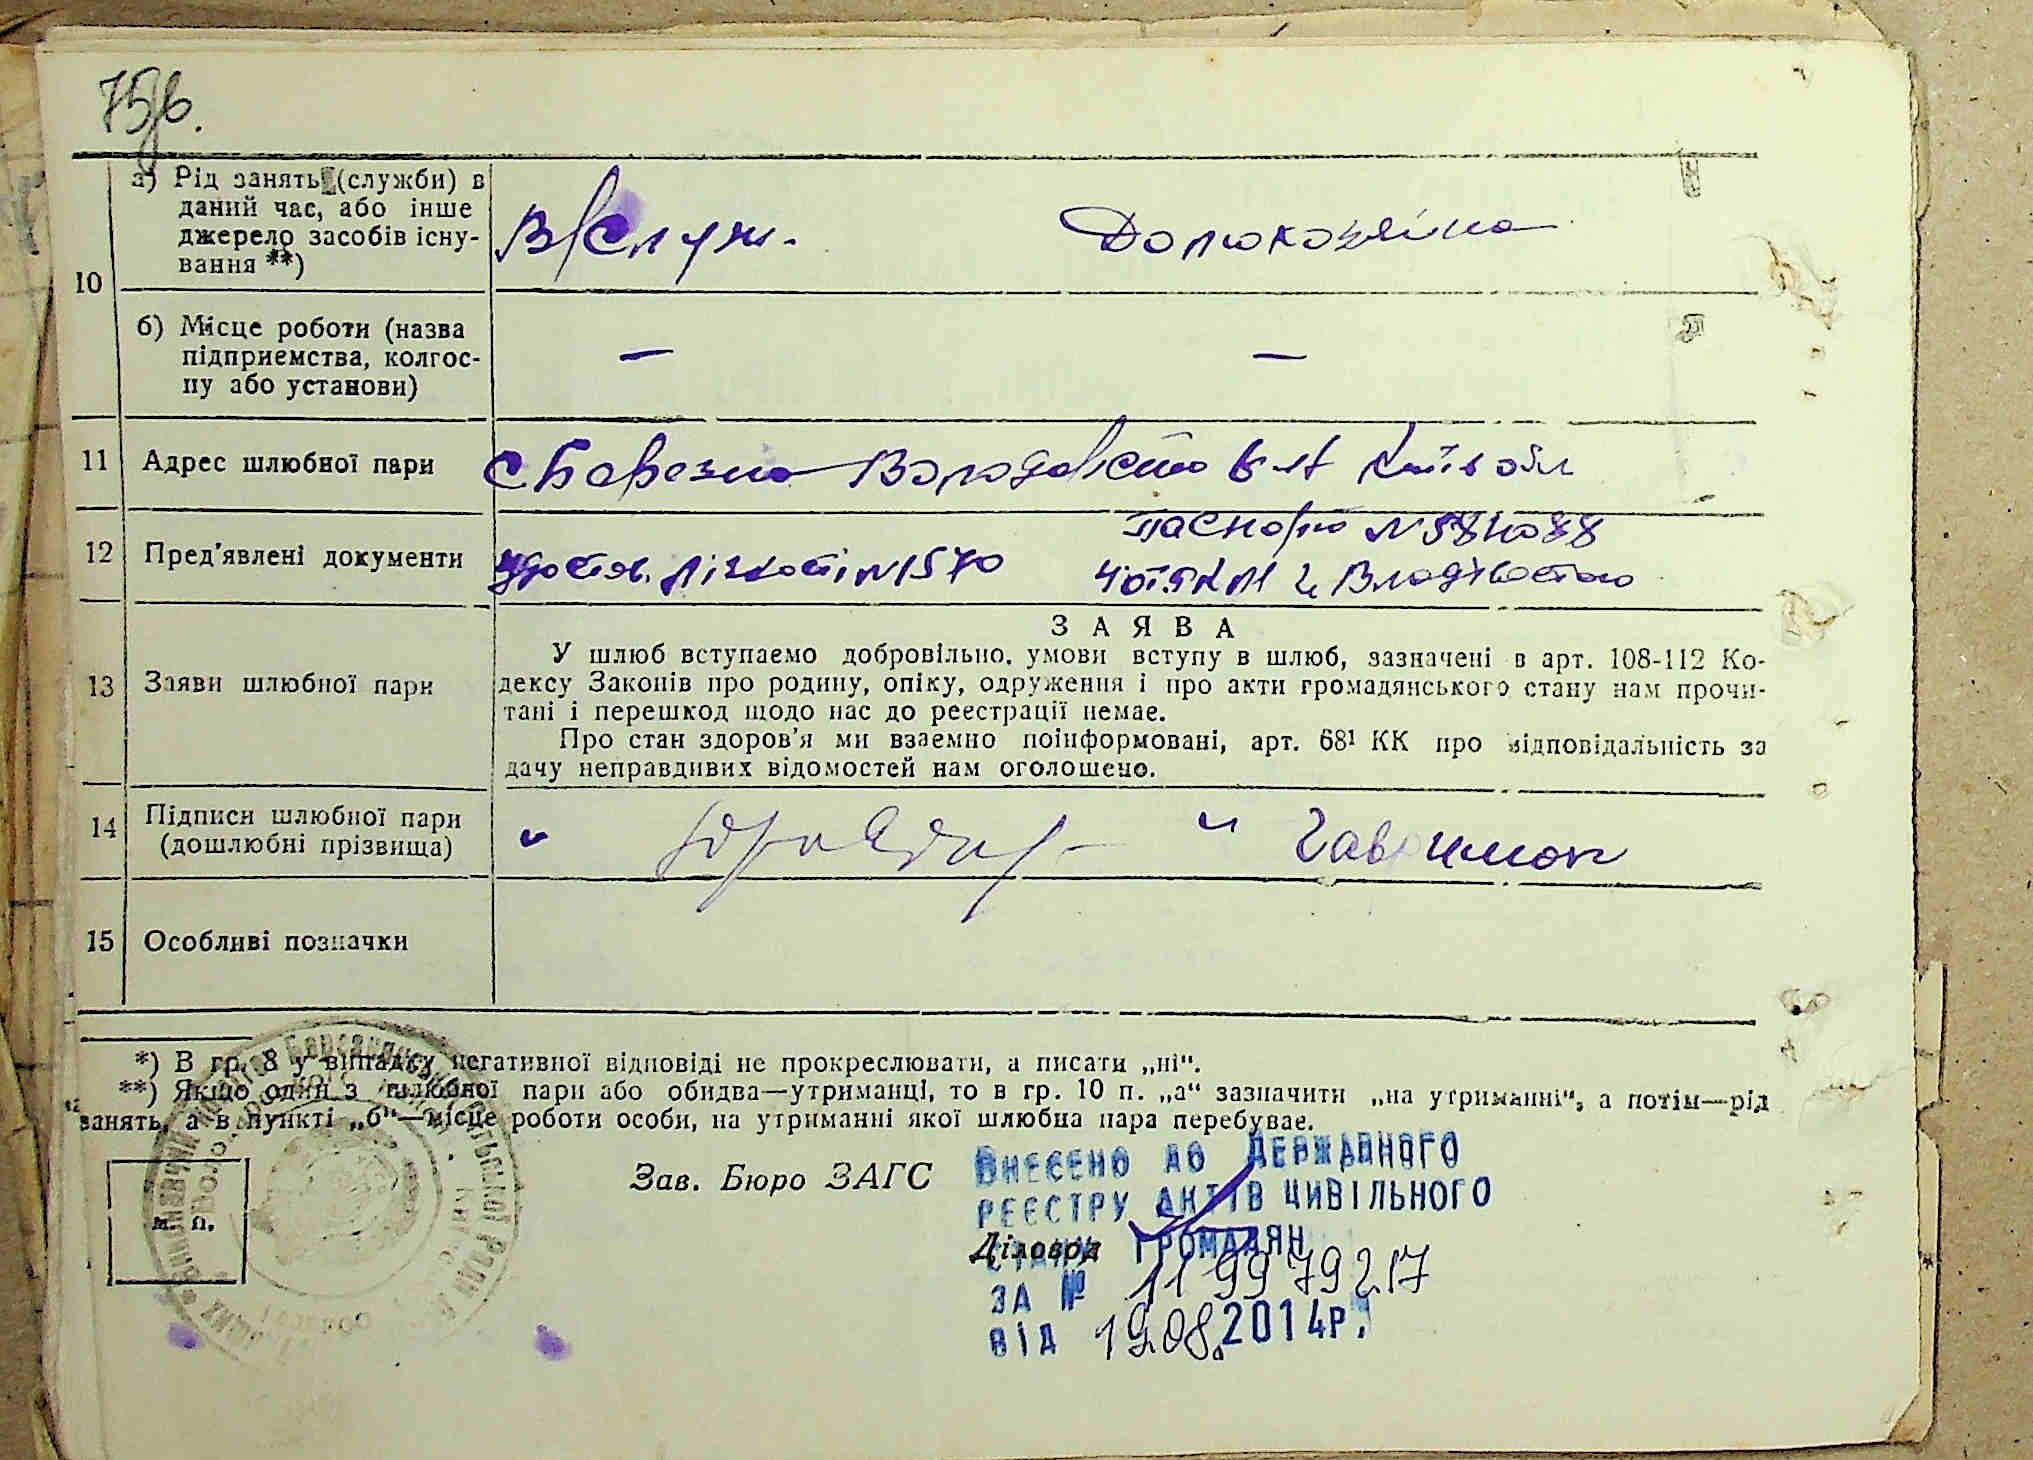 а) Рід занять (служби) в
даний час, або інше
джерело засобів існу-
вання **)
В/Служ.
Домохозяйка
10
б) Місце роботи (назва
підприємства, колгос-
пу або установи)
—
—
11
Адрес шлюбної пари
с
Київ обл
12
Пред'явлені документи
N 1570
Паспорт N
13
Заяви шлюбної пари
ЗАЯВА
У шлюб вступаємо добровільно, умови вступу в шлюб, зазначені в арт. 108-112 Ко-
дексу Законів про родину, опіку, одруження і про акти громадянського стану нам прочи-
тані і перешкод щодо нас до реєстрації немає.
Про стан здоров'я ми взаємно поінформовані, арт. 68¹ КК про відповідальність за
дачу неправдивих відомостей нам оголошено.
14
Підписи шлюбної пари
(дошлюбні прізвища)
15
Особливі позначки
*) В гр. 8 у випадку негативної відповіді не прокреслювати, а писати „ні".
**) Якщо один з шлюбної пари або обидва—утриманці, то в гр. 10 п. „а" зазначити „на утриманні", а потім—рід
занять, а в пункті „б"—місце роботи особи, на утриманні якої шлюбна пара перебуває.
м. п.
Зав. Бюро ЗАГС
Діловод
ВНЕСЕНО ДО ДЕРЖАВНОГО
РЕЄСТРУ АКТІВ ЦИВІЛЬНОГО
СТАНУ ГРОМАДЯН
ЗА № 119979217
ВІД 19.08.2014Р.